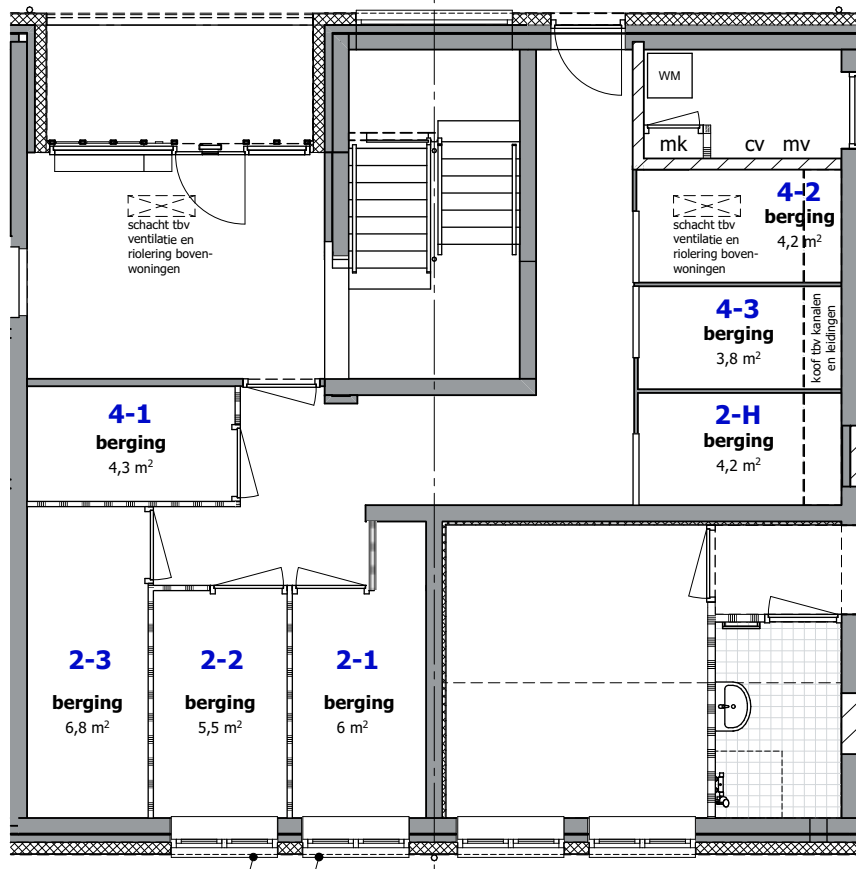 WM
mk cv mv
schacht tbv
ventilatie en
riolering boven-
woningen
4-2
berging
4,2 m²
schacht tbv
ventilatie en
riolering boven-
woningen
4-3
berging
3,8 m²
koof tbv kanalen
en leidingen
4-1
berging
4,3 m²
2-H
berging
4,2 m²
2-3
berging
6,8 m²
2-2
berging
5,5 m²
2-1
berging
6 m²